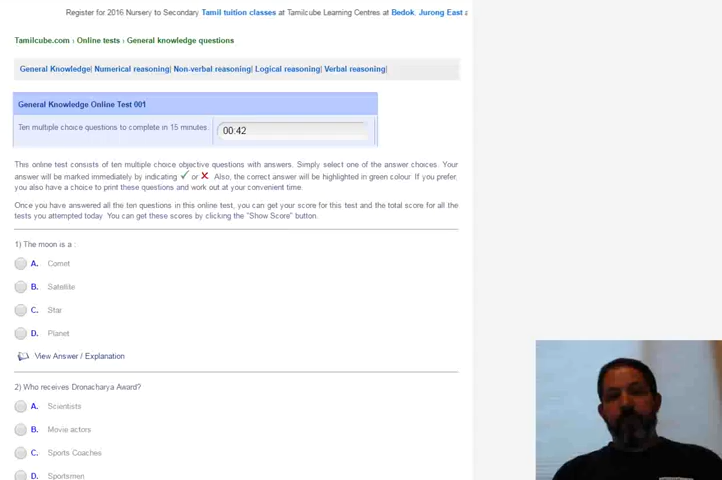 Register for 2016 Nursery to Secondary Tamil tuition classes at Tamilcube Learning Centres at Bedok, Jurong East a
Tamilcube.com › Online tests › General knowledge questions
General Knowledge| Numerical reasoning| Non-verbal reasoning| Logical reasoning| Verbal reasoning|
General Knowledge Online Test 001
Ten multiple choice questions to complete in 15 minutes.
00:42
This online test consists of ten multiple choice objective questions with answers. Simply select one of the answer choices. Your
answer will be marked immediately by indicating ✓ or ✗ Also, the correct answer will be highlighted in green colour. If you prefer,
you also have a choice to print these questions and work out at your convenient time.
Once you have answered all the ten questions in this online test, you can get your score for this test and the total score for all the
tests you attempted today. You can get these scores by clicking the "Show Score" button.
1) The moon is a :
A. Comet
B. Satellite
C. Star
D. Planet
View Answer / Explanation
2) Who receives Dronacharya Award?
A. Scientists
B. Movie actors
C. Sports Coaches
D. Sportsmen